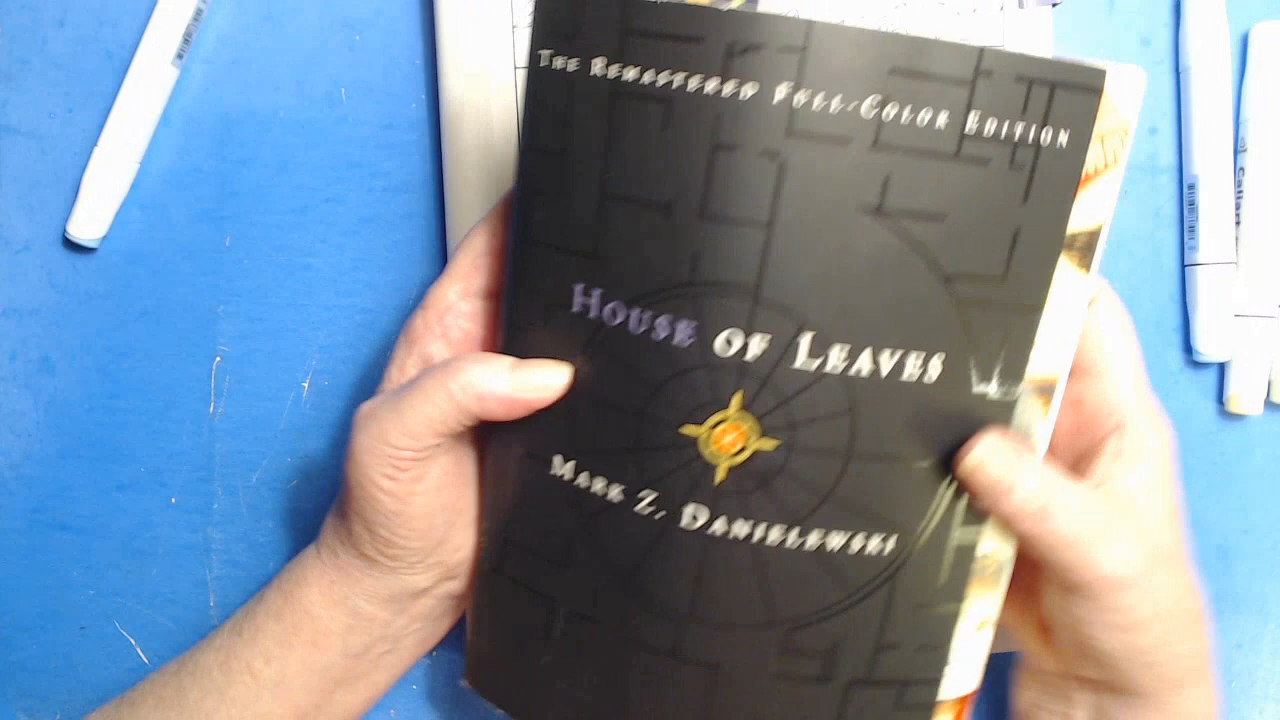 The Remastered Full-Color Edition
House of Leaves
Mark Z. Danielewski